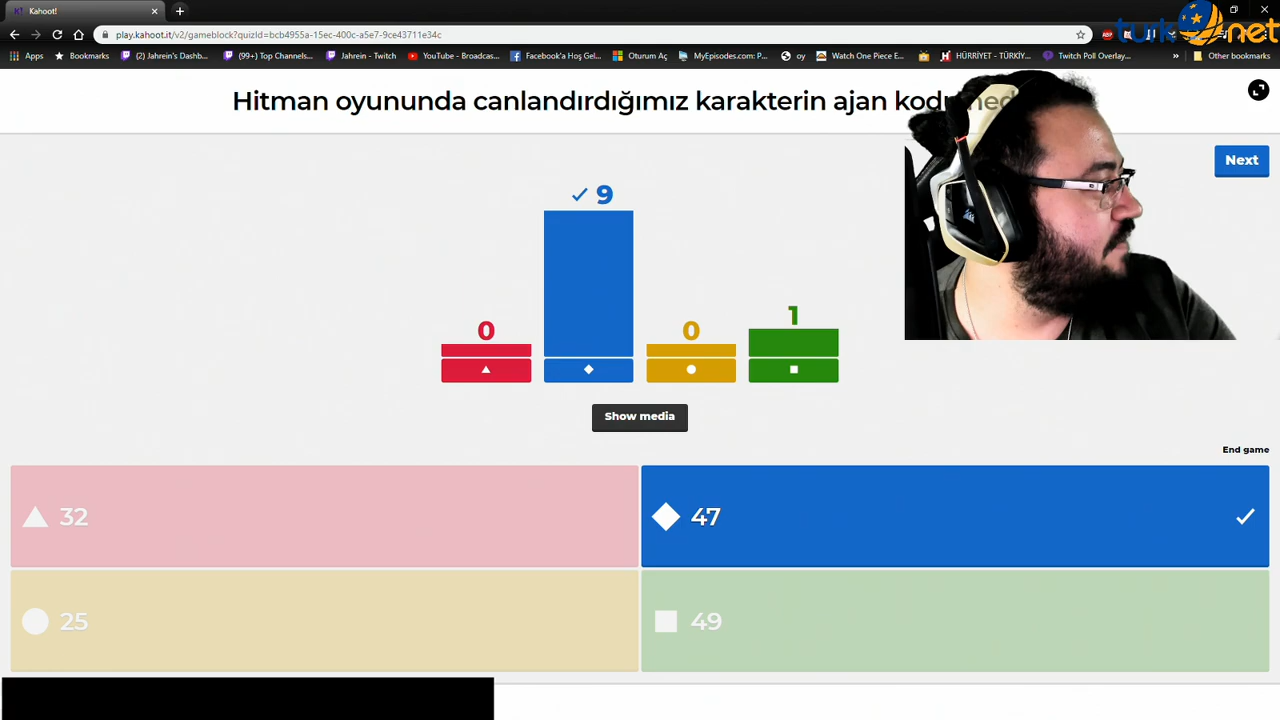 Kahoot!
play.kahoot.it/v2/gameblock?quizId=bcb4955a-15ec-400c-a5e7-9ce43711e34c
Apps Bookmarks (2) Jahrein's Dashb... (99+) Top Channels... Jahrein - Twitch YouTube - Broadcas... Facebook'a Hoş Gel... Oturum Aç MyEpisodes.com: P... oy Watch One Piece E... HÜRRİYET - TÜRKİY... Twitch Poll Overlay... » Other bookmarks
turk net
Hitman oyununda canlandırdığımız karakterin ajan kodu
Next
9
0
0
1
Show media
End game
32
47
25
49